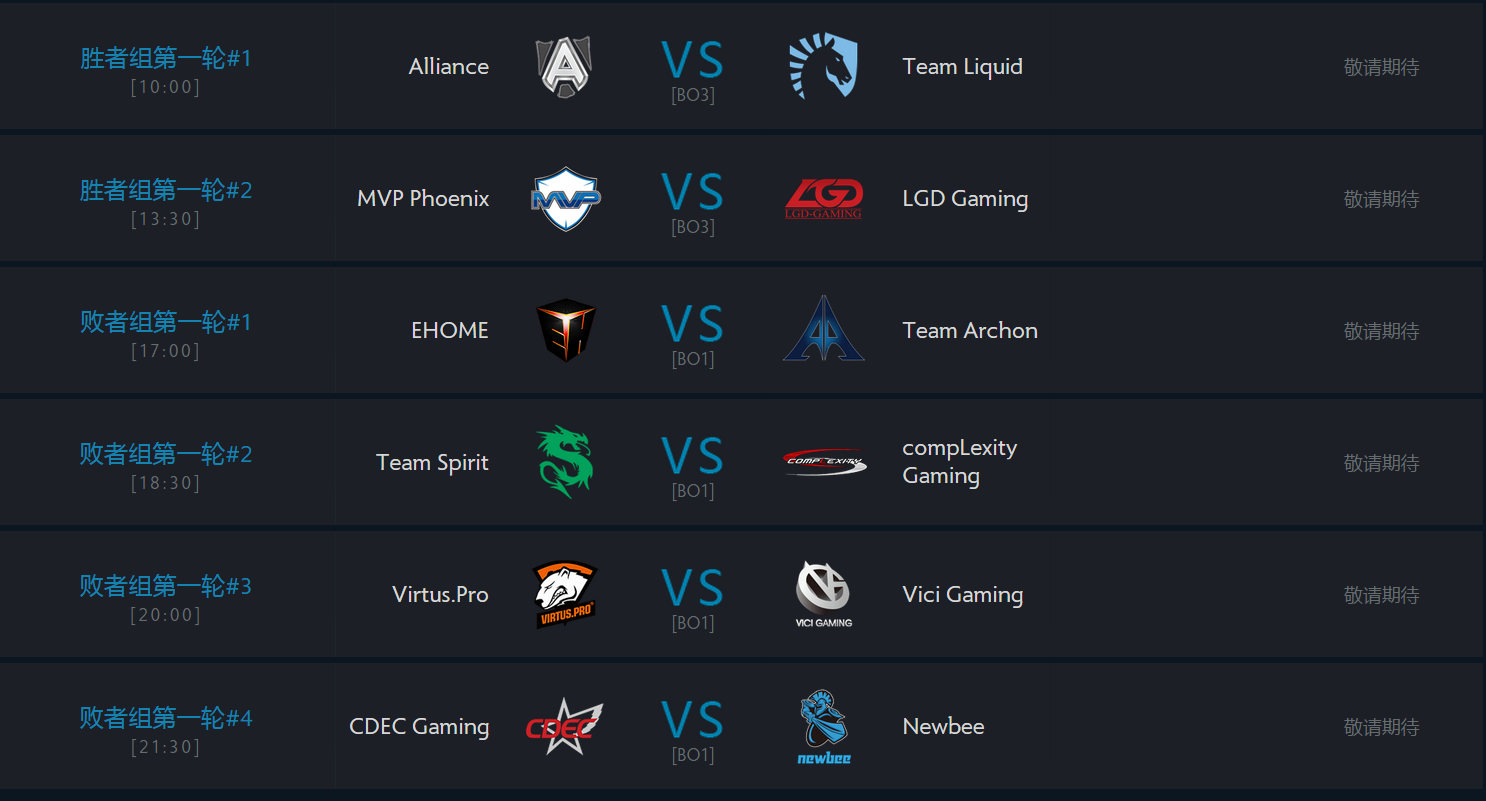 胜者组第一轮#1
[10:00]
Alliance
VS
[BO3]
Team Liquid
敬请期待
胜者组第一轮#2
[13:30]
MVP Phoenix
MVP
VS
[BO3]
LGD
LGD-GAMING
LGD Gaming
敬请期待
败者组第一轮#1
[17:00]
EHOME
VS
[BO1]
Team Archon
敬请期待
败者组第一轮#2
[18:30]
Team Spirit
VS
[BO1]
COMPLEXITY
compLexity
Gaming
敬请期待
败者组第一轮#3
[20:00]
Virtus.Pro
VIRTUS.PRO
VS
[BO1]
VICI GAMING
Vici Gaming
敬请期待
败者组第一轮#4
[21:30]
CDEC Gaming
CDEC
VS
[BO1]
newbee
Newbee
敬请期待